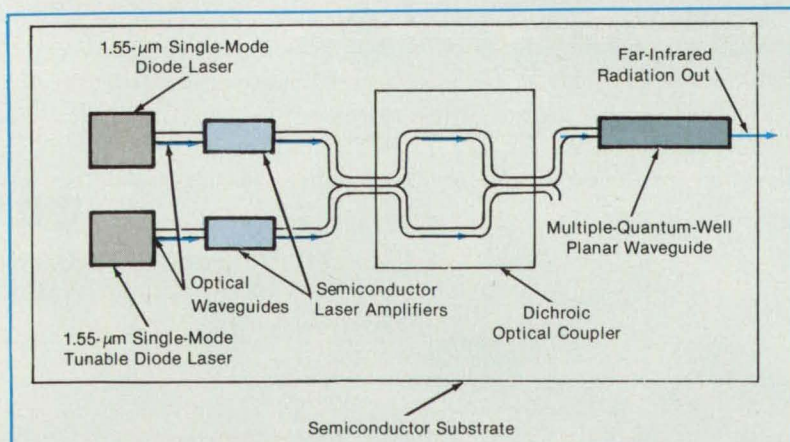 1.55-μm Single-Mode
Diode Laser
Far-Infrared
Radiation Out
Optical
Waveguides
Semiconductor
Laser Amplifiers
Multiple-Quantum-Well
Planar Waveguide
Dichroic
Optical Coupler
1.55-μm Single-Mode
Tunable Diode Laser
Semiconductor Substrate